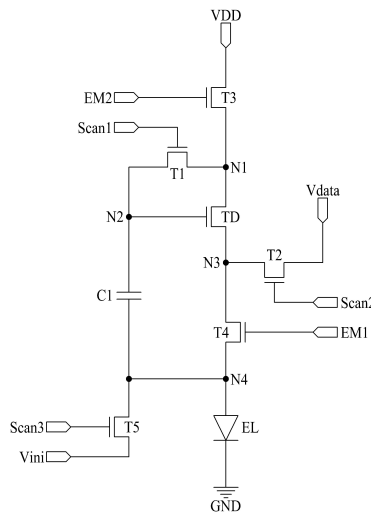 VDD
EM2
T3
Scan1
T1
N1
N2
TD
Vdata
N3
T2
C1
Scan2
T4
EM1
N4
Scan3
T5
EL
Vini
GND